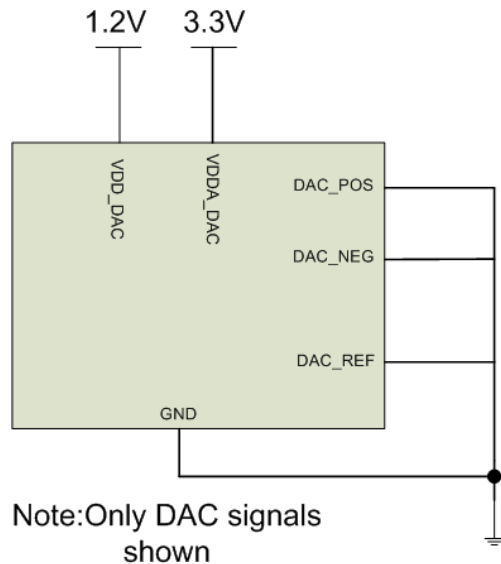 1.2V 3.3V
VDD_DAC
VDDA_DAC
DAC_POS
DAC_NEG
DAC_REF
GND
Note:Only DAC signals
shown